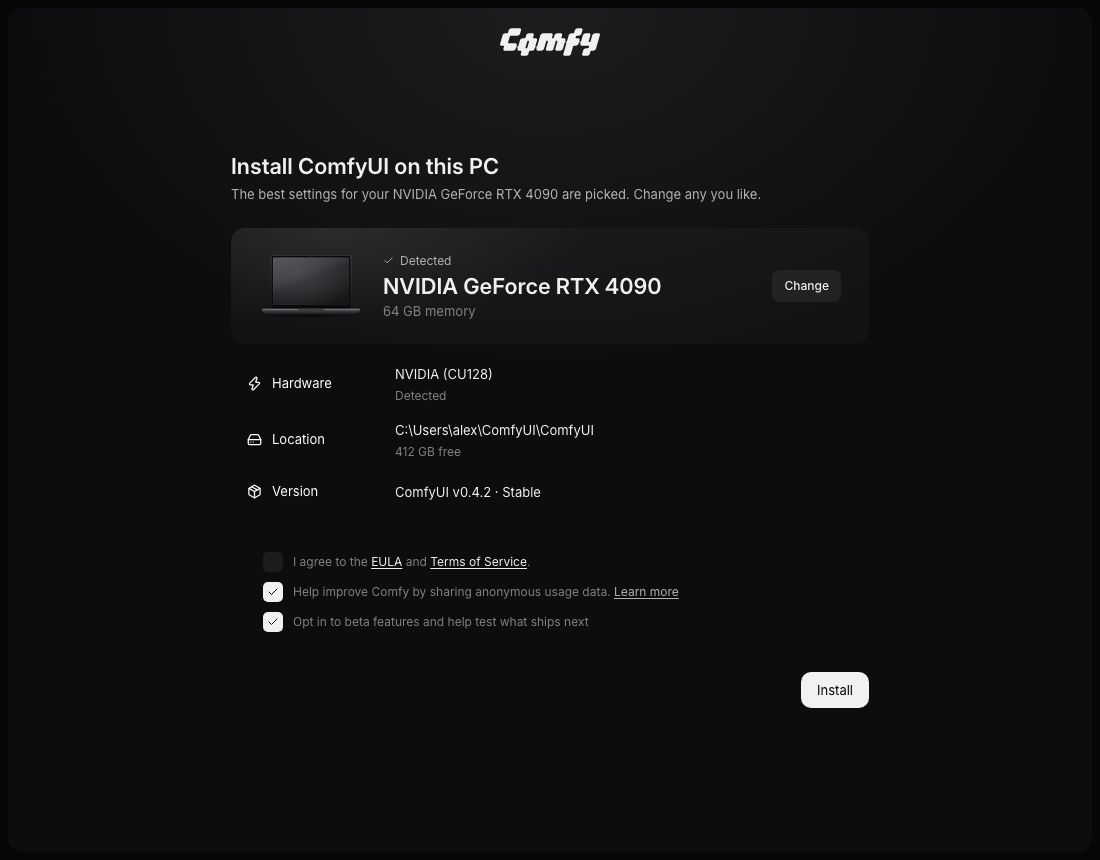 Comfy
Install ComfyUI on this PC
The best settings for your NVIDIA GeForce RTX 4090 are picked. Change any you like.
Detected
NVIDIA GeForce RTX 4090
64 GB memory
Change
Hardware
NVIDIA (CU128)
Detected
Location
C:\Users\alex\ComfyUI\ComfyUI
412 GB free
Version
ComfyUI v0.4.2 · Stable
I agree to the EULA and Terms of Service.
Help improve Comfy by sharing anonymous usage data. Learn more
Opt in to beta features and help test what ships next
Install